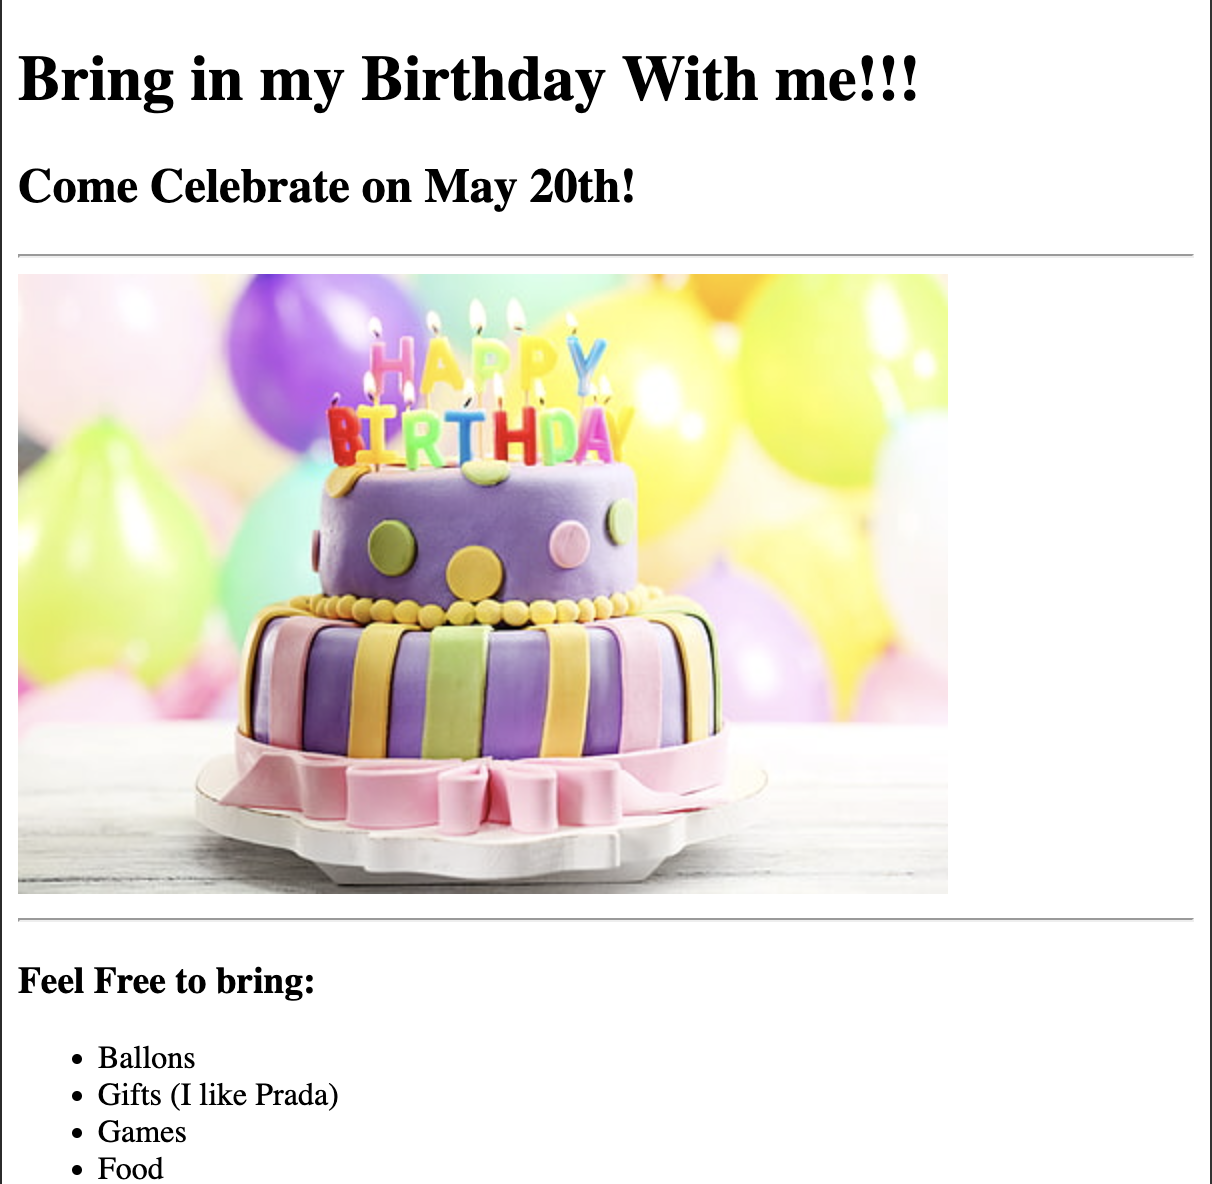 Bring in my Birthday With me!!!
Come Celebrate on May 20th!
HAPPY
BIRTHDAY
Feel Free to bring:
Ballons
Gifts (I like Prada)
Games
Food